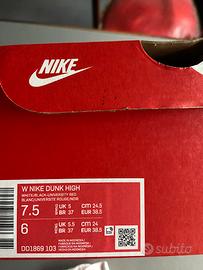 NIKE
W NIKE DUNK HIGH
WHITE/BLACK-UNIVERSITY RED
BLANC/UNIVERSITE ROUGE/NOIR
7.5 UK 5 CM 24.5
BR 37 EUR 38.5
6 UK 5.5 CM 24
BR 37 EUR 38.5
DD1869 103
MADE IN INDONESIA
subito